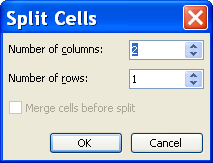 Split Cells
Number of columns: 2
Number of rows: 1
Merge cells before split
OK Cancel